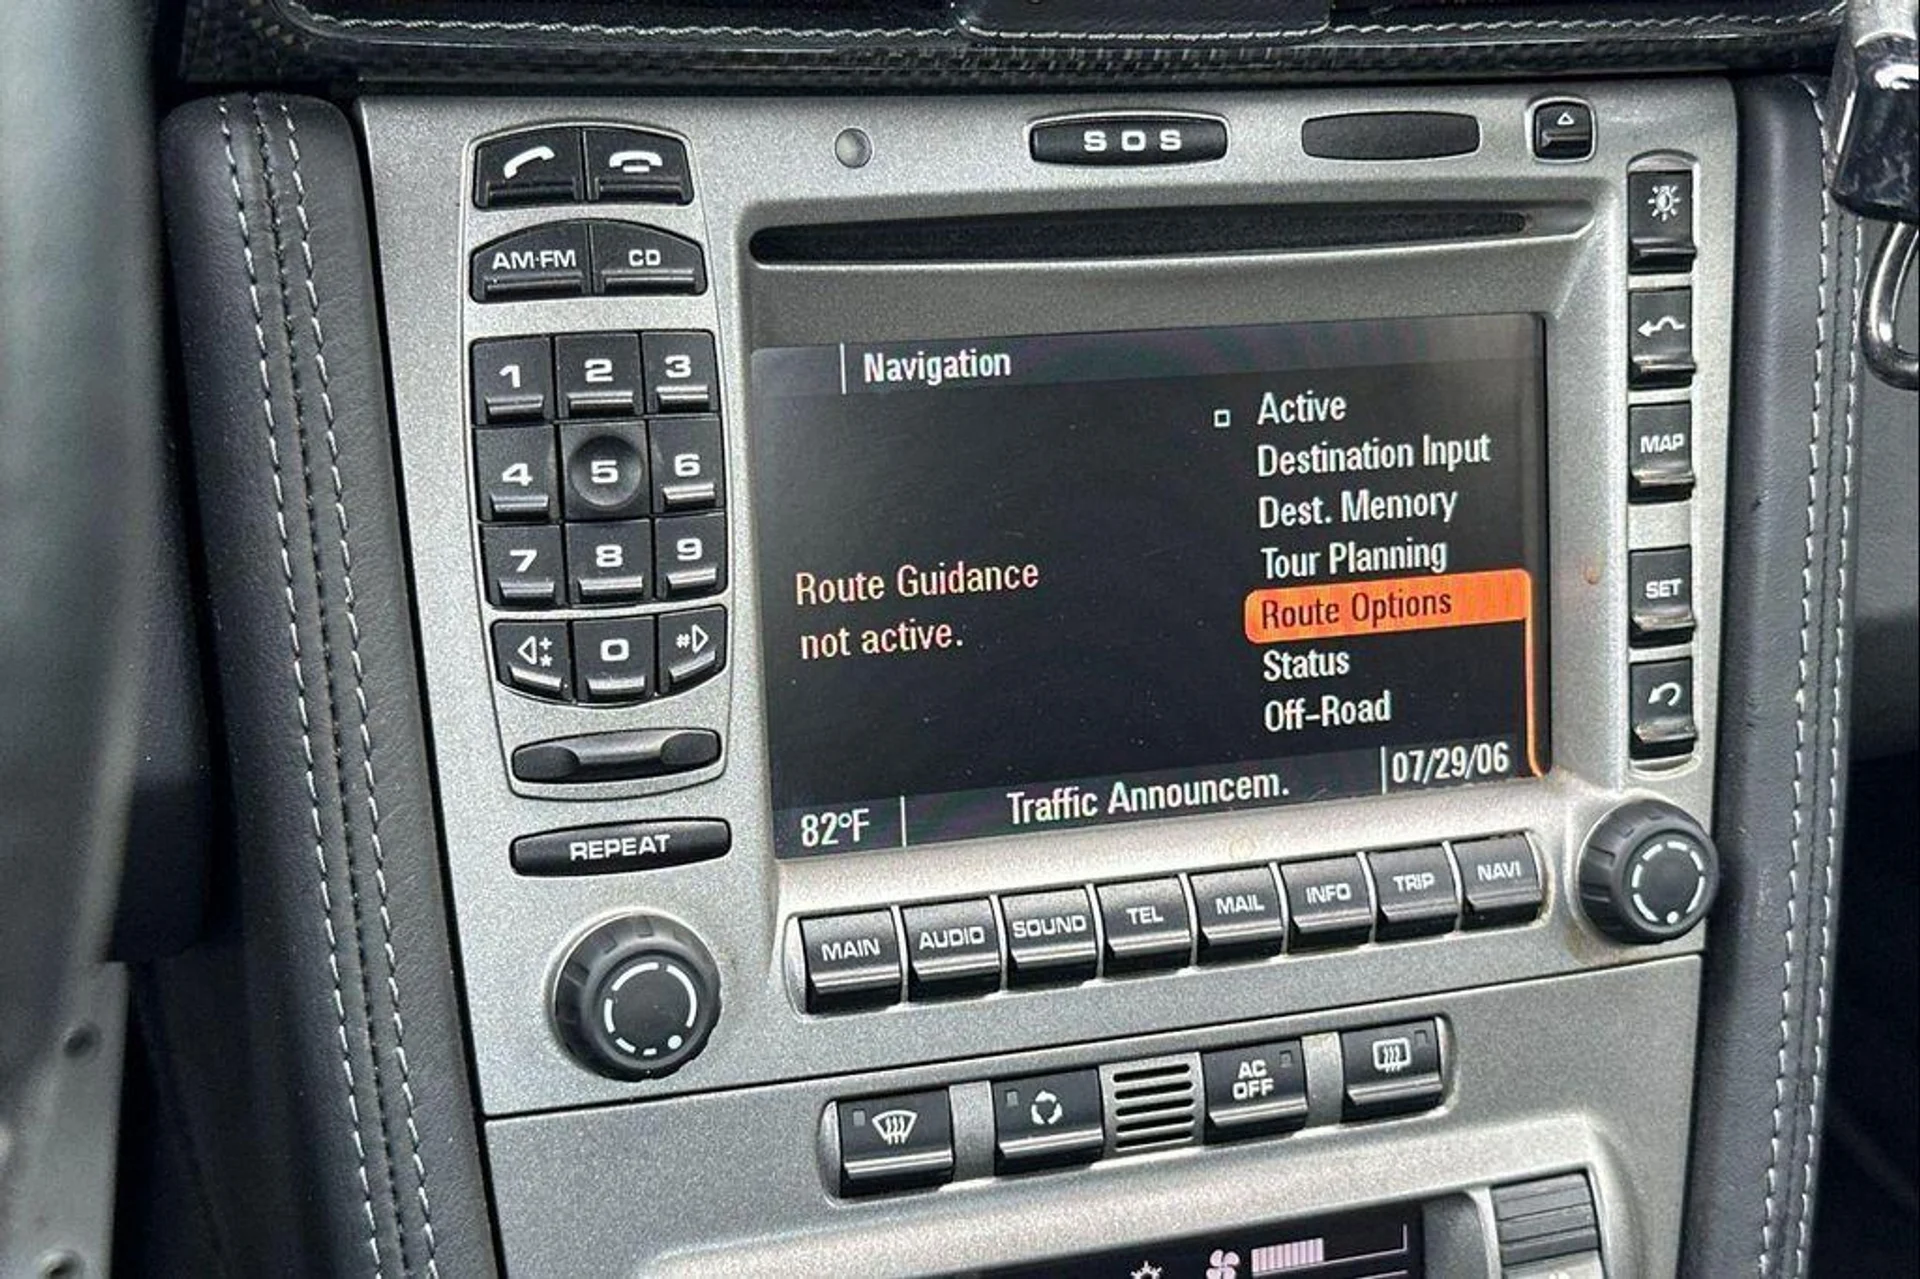 SOS
AM·FM CD
1 2 3
4 5 6
7 8 9
* 0 #
REPEAT
Navigation
Active
Destination Input
Dest. Memory
Tour Planning
Route Options
Status
Off-Road
Route Guidance
not active.
82°F Traffic Announcem. 07/29/06
MAP
SET
MAIN AUDIO SOUND TEL MAIL INFO TRIP NAVI
AC
OFF